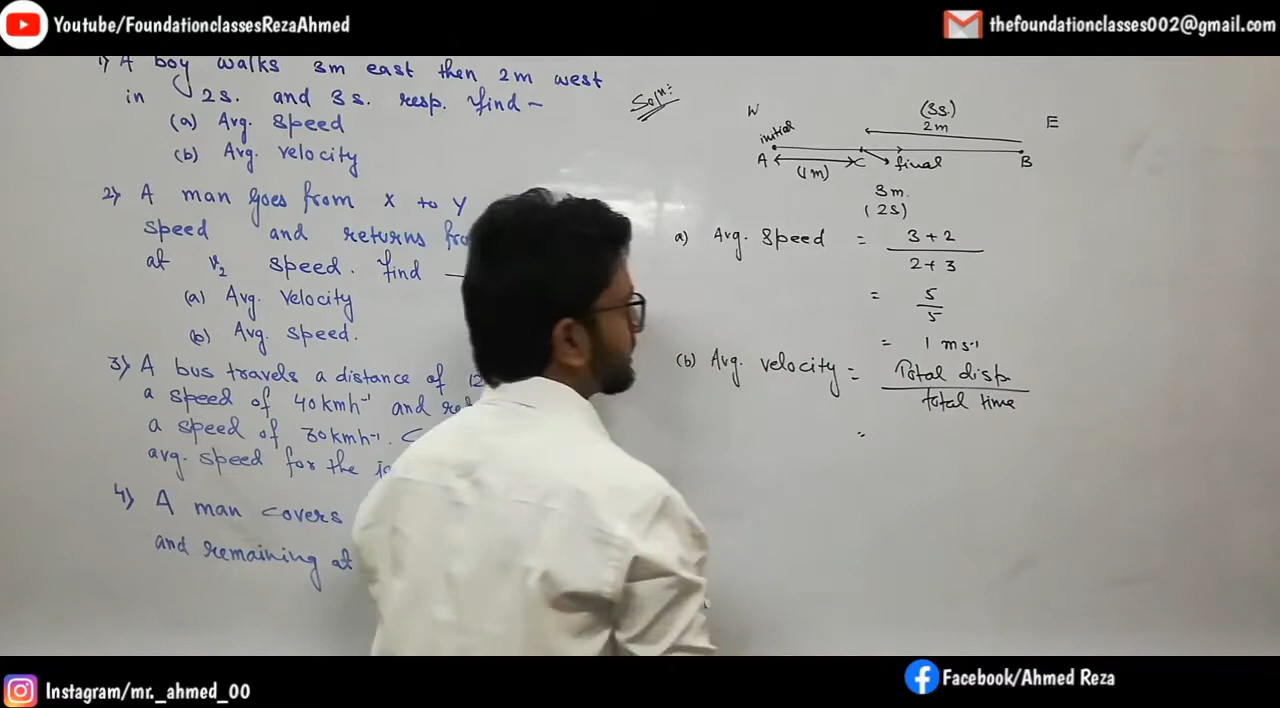 Youtube/FoundationclassesRezaAhmed
thefoundationclasses002@gmail.com
1) A boy walks 3m east then 2m west
in 2s. and 3s. resp. find -
(a) Avg. Speed
(b) Avg. velocity
2) A man goes from X to Y
speed and returns
at v₂ speed. find —
(a) Avg. Velocity
(b) Avg. speed.
3) A bus travels a distance of
a speed of 40kmh⁻¹ and
a speed of 30kmh⁻¹.
avg. speed for the
4) A man covers
and remaining at
Solⁿ:
W
E
(3s)
2m
initial
A
C
final
B
(1m)
3m.
(2s)
a) Avg. Speed = 3+2
2+3
= 5
5
= 1 ms⁻¹
(b) Avg. velocity = Total disp
total time
=
Instagram/mr._ahmed_00
Facebook/Ahmed Reza